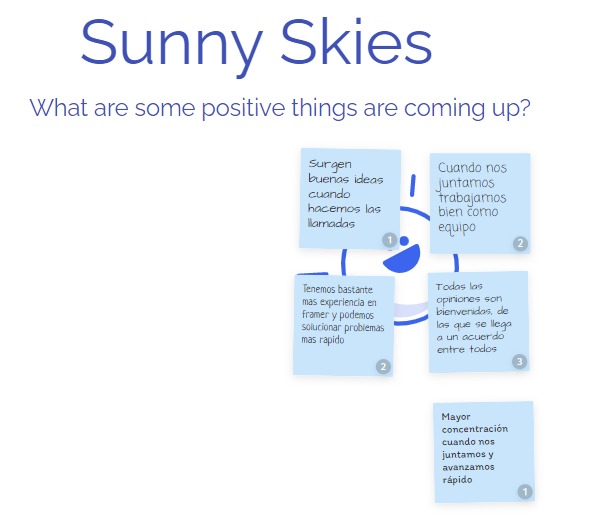 Sunny Skies
What are some positive things are coming up?
Surgen
buenas ideas
cuando
hacemos las
llamadas
1
Cuando nos
juntamos
trabajamos
bien como
equipo
2
Tenemos bastante
mas experiencia en
framer y podemos
solucionar problemas
mas rapido
2
Todas las
opiniones son
bienvenidas, de
las que se llega
a un acuerdo
entre todos
3
Mayor
concentración
cuando nos
juntamos y
avanzamos
rápido
1